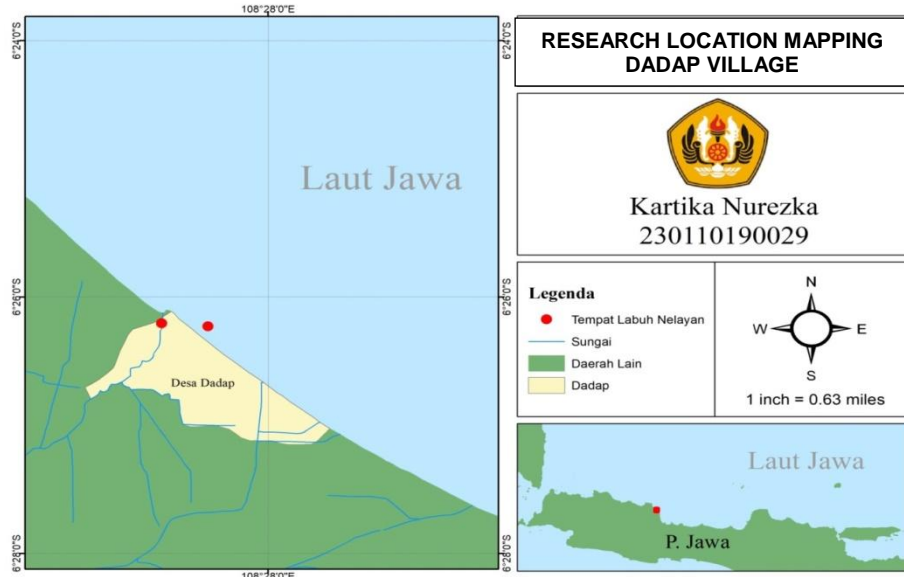 108°28'0"E
6°24'0"S
6°24'0"S
Laut Jawa
6°26'0"S
6°26'0"S
Desa Dadap
6°28'0"S
6°28'0"S
108°28'0"E
RESEARCH LOCATION MAPPING
DADAP VILLAGE
Kartika Nurezka
230110190029
Legenda
Tempat Labuh Nelayan
Sungai
Daerah Lain
Dadap
N
W
E
S
1 inch = 0.63 miles
Laut Jawa
P. Jawa